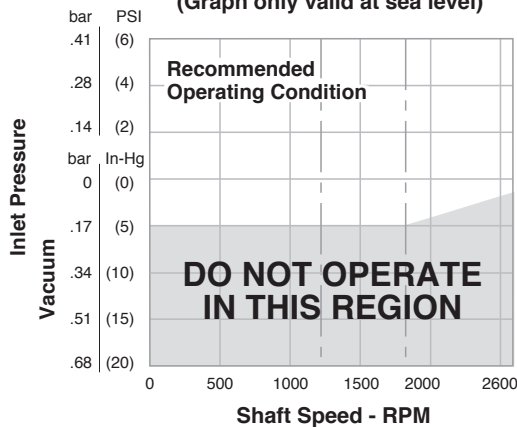 (Graph only valid at sea level)
bar PSI
.41 (6)
.28 (4)
.14 (2)
bar In-Hg
0 (0)
.17 (5)
.34 (10)
.51 (15)
.68 (20)
Inlet Pressure
Vacuum
Recommended
Operating Condition
DO NOT OPERATE
IN THIS REGION
0 500 1000 1500 2000 2600
Shaft Speed - RPM